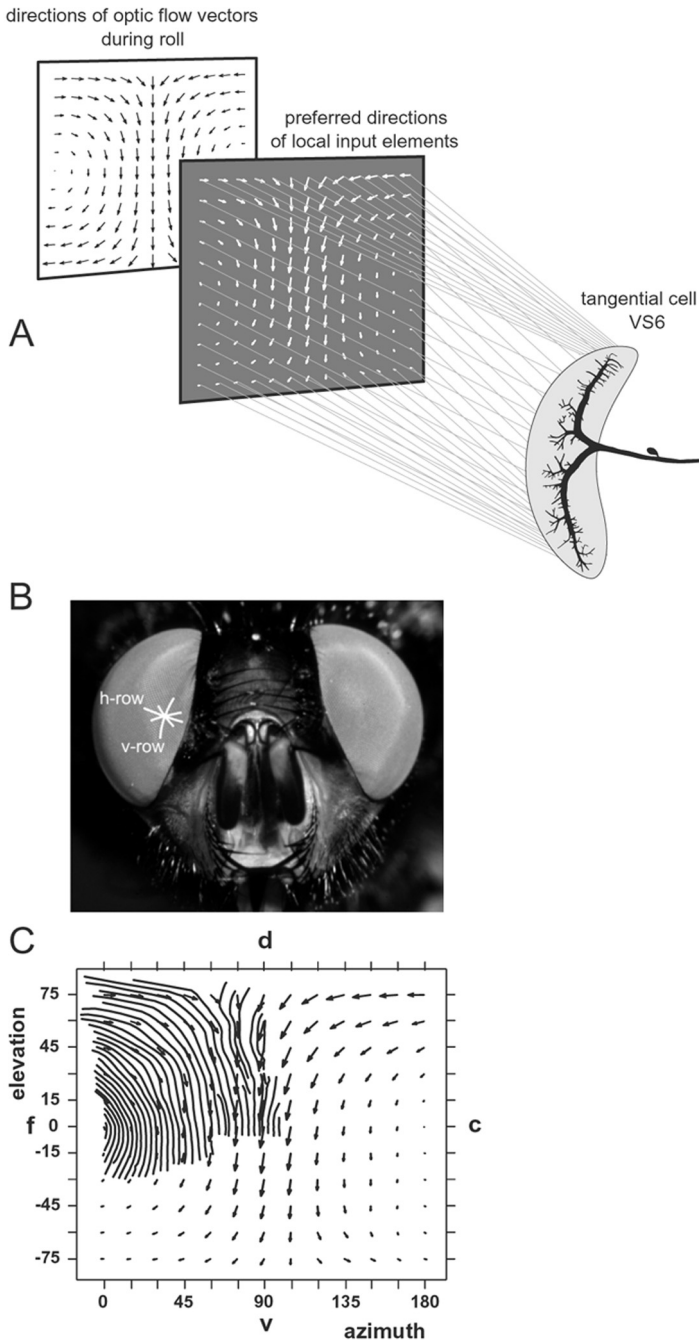 directions of optic flow vectors
during roll
preferred directions
of local input elements
tangential cell
VS6
A
B
h-row
v-row
C
d
elevation
75
45
15
f
0
c
-15
-45
-75
0
45
90
135
180
v
azimuth